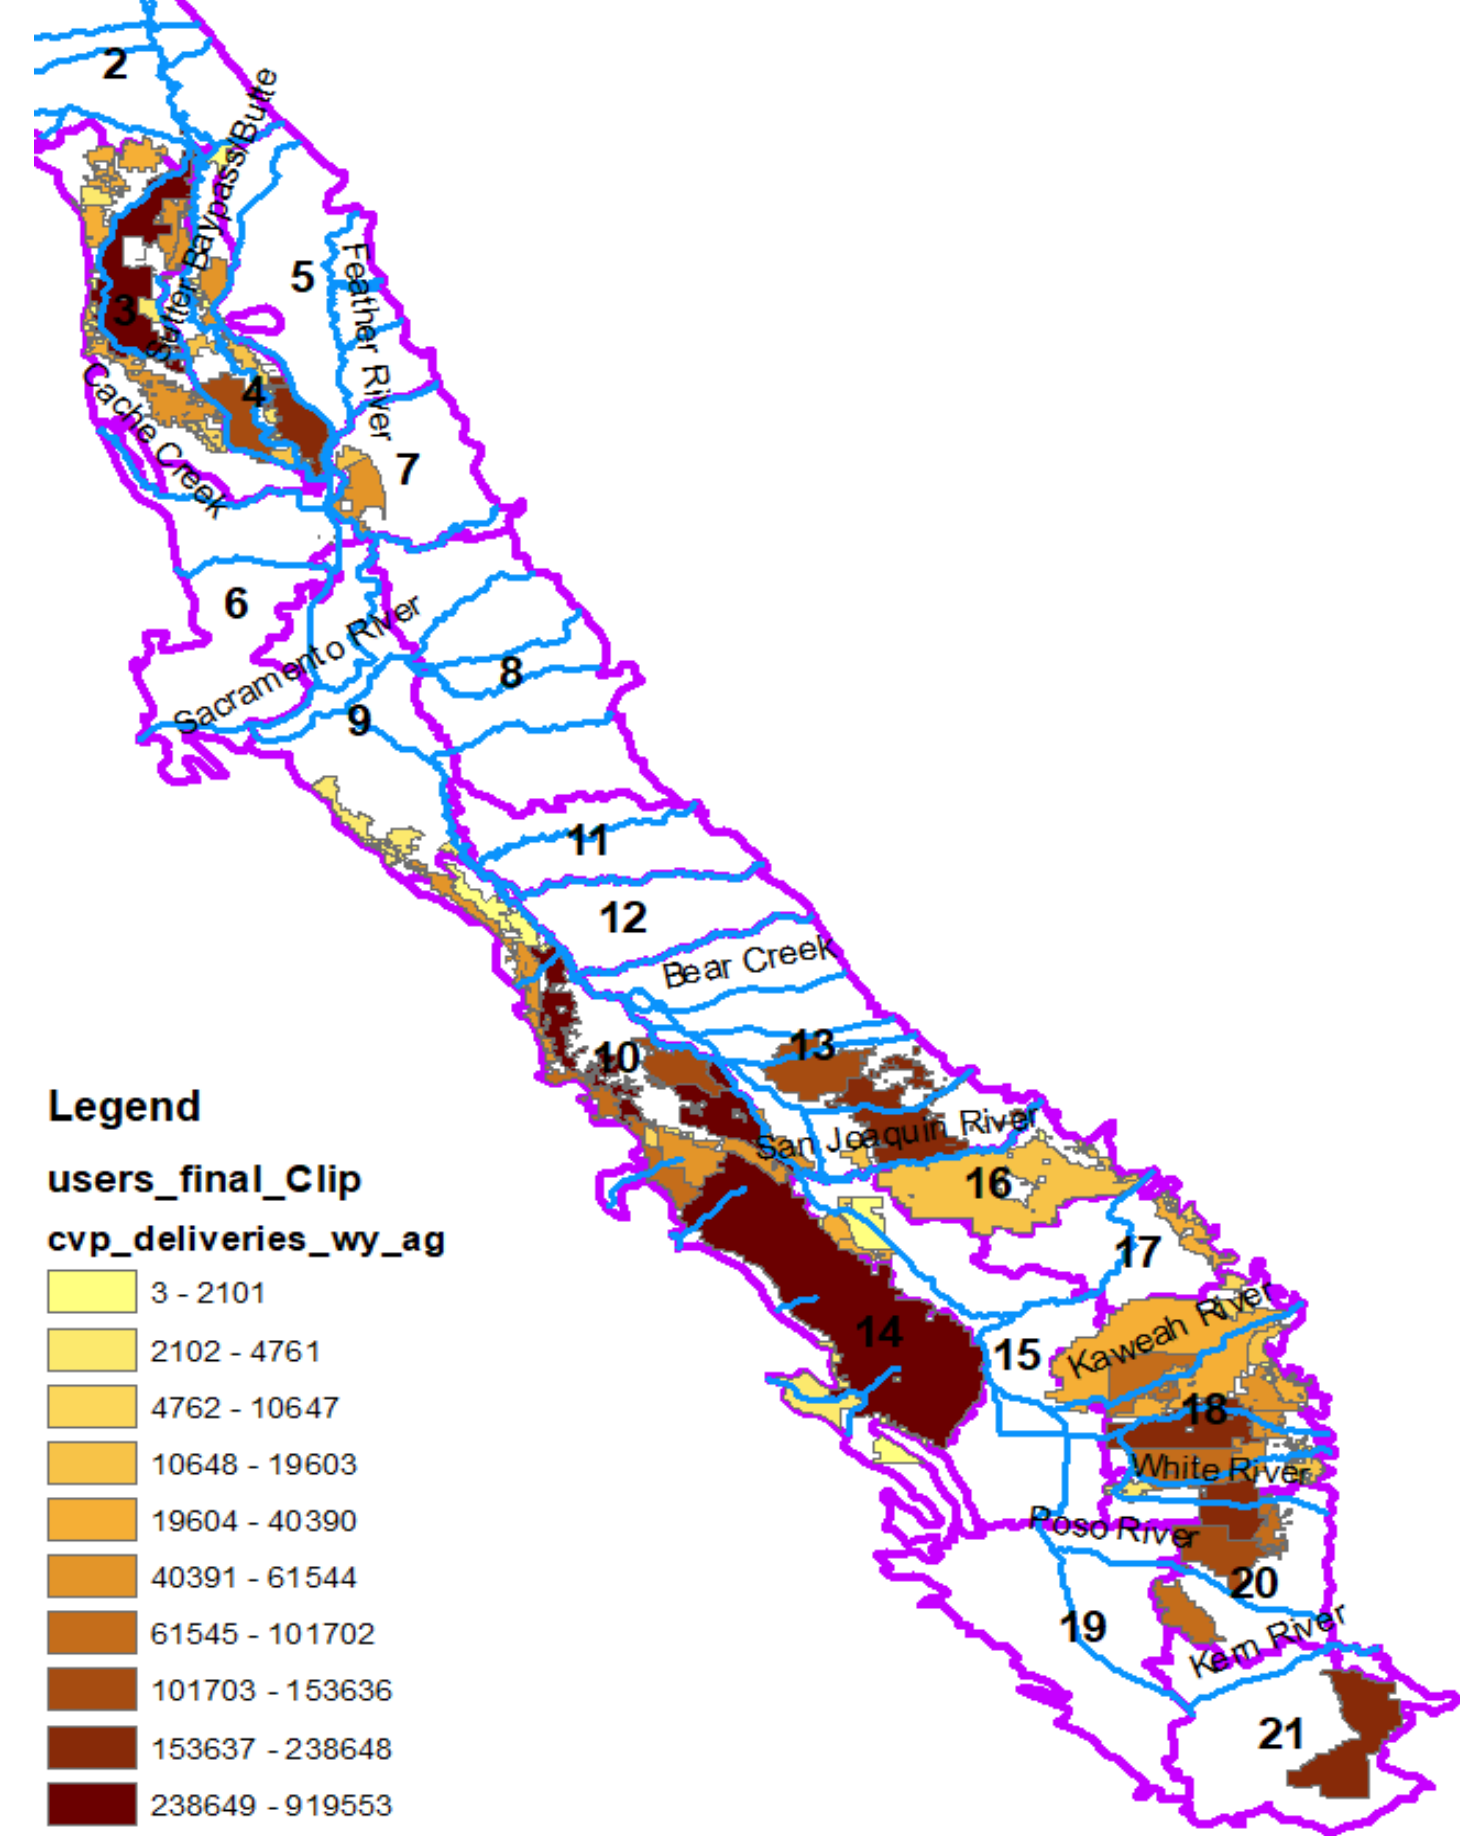 2
Sutter Baypass/Butte
5
Feather River
3
4
Cache Creek
7
6
Sacramento River
8
9
11
12
Bear Creek
13
10
San Joaquin River
16
17
14
15
Kaweah River
18
White River
Poso River
20
19
Kern River
21
Legend
users_final_Clip
cvp_deliveries_wy_ag
3 - 2101
2102 - 4761
4762 - 10647
10648 - 19603
19604 - 40390
40391 - 61544
61545 - 101702
101703 - 153636
153637 - 238648
238649 - 919553